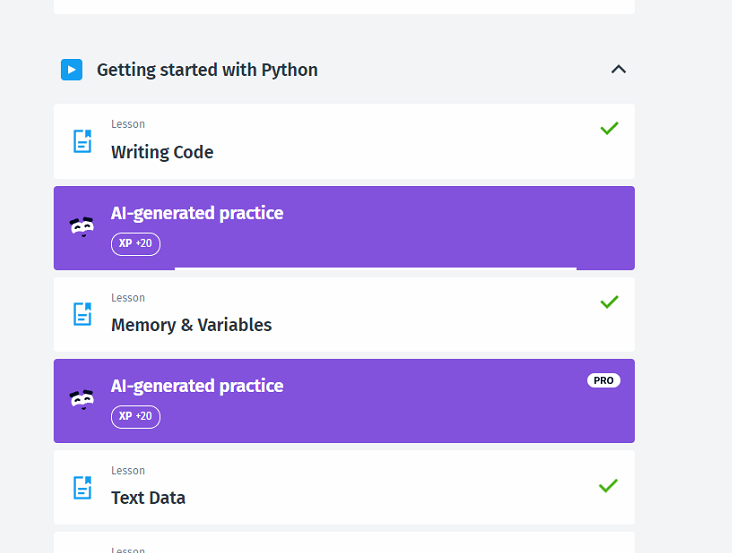 Getting started with Python
Lesson
Writing Code
AI-generated practice
XP +20
Lesson
Memory & Variables
AI-generated practice
PRO
XP +20
Lesson
Text Data
Lesson